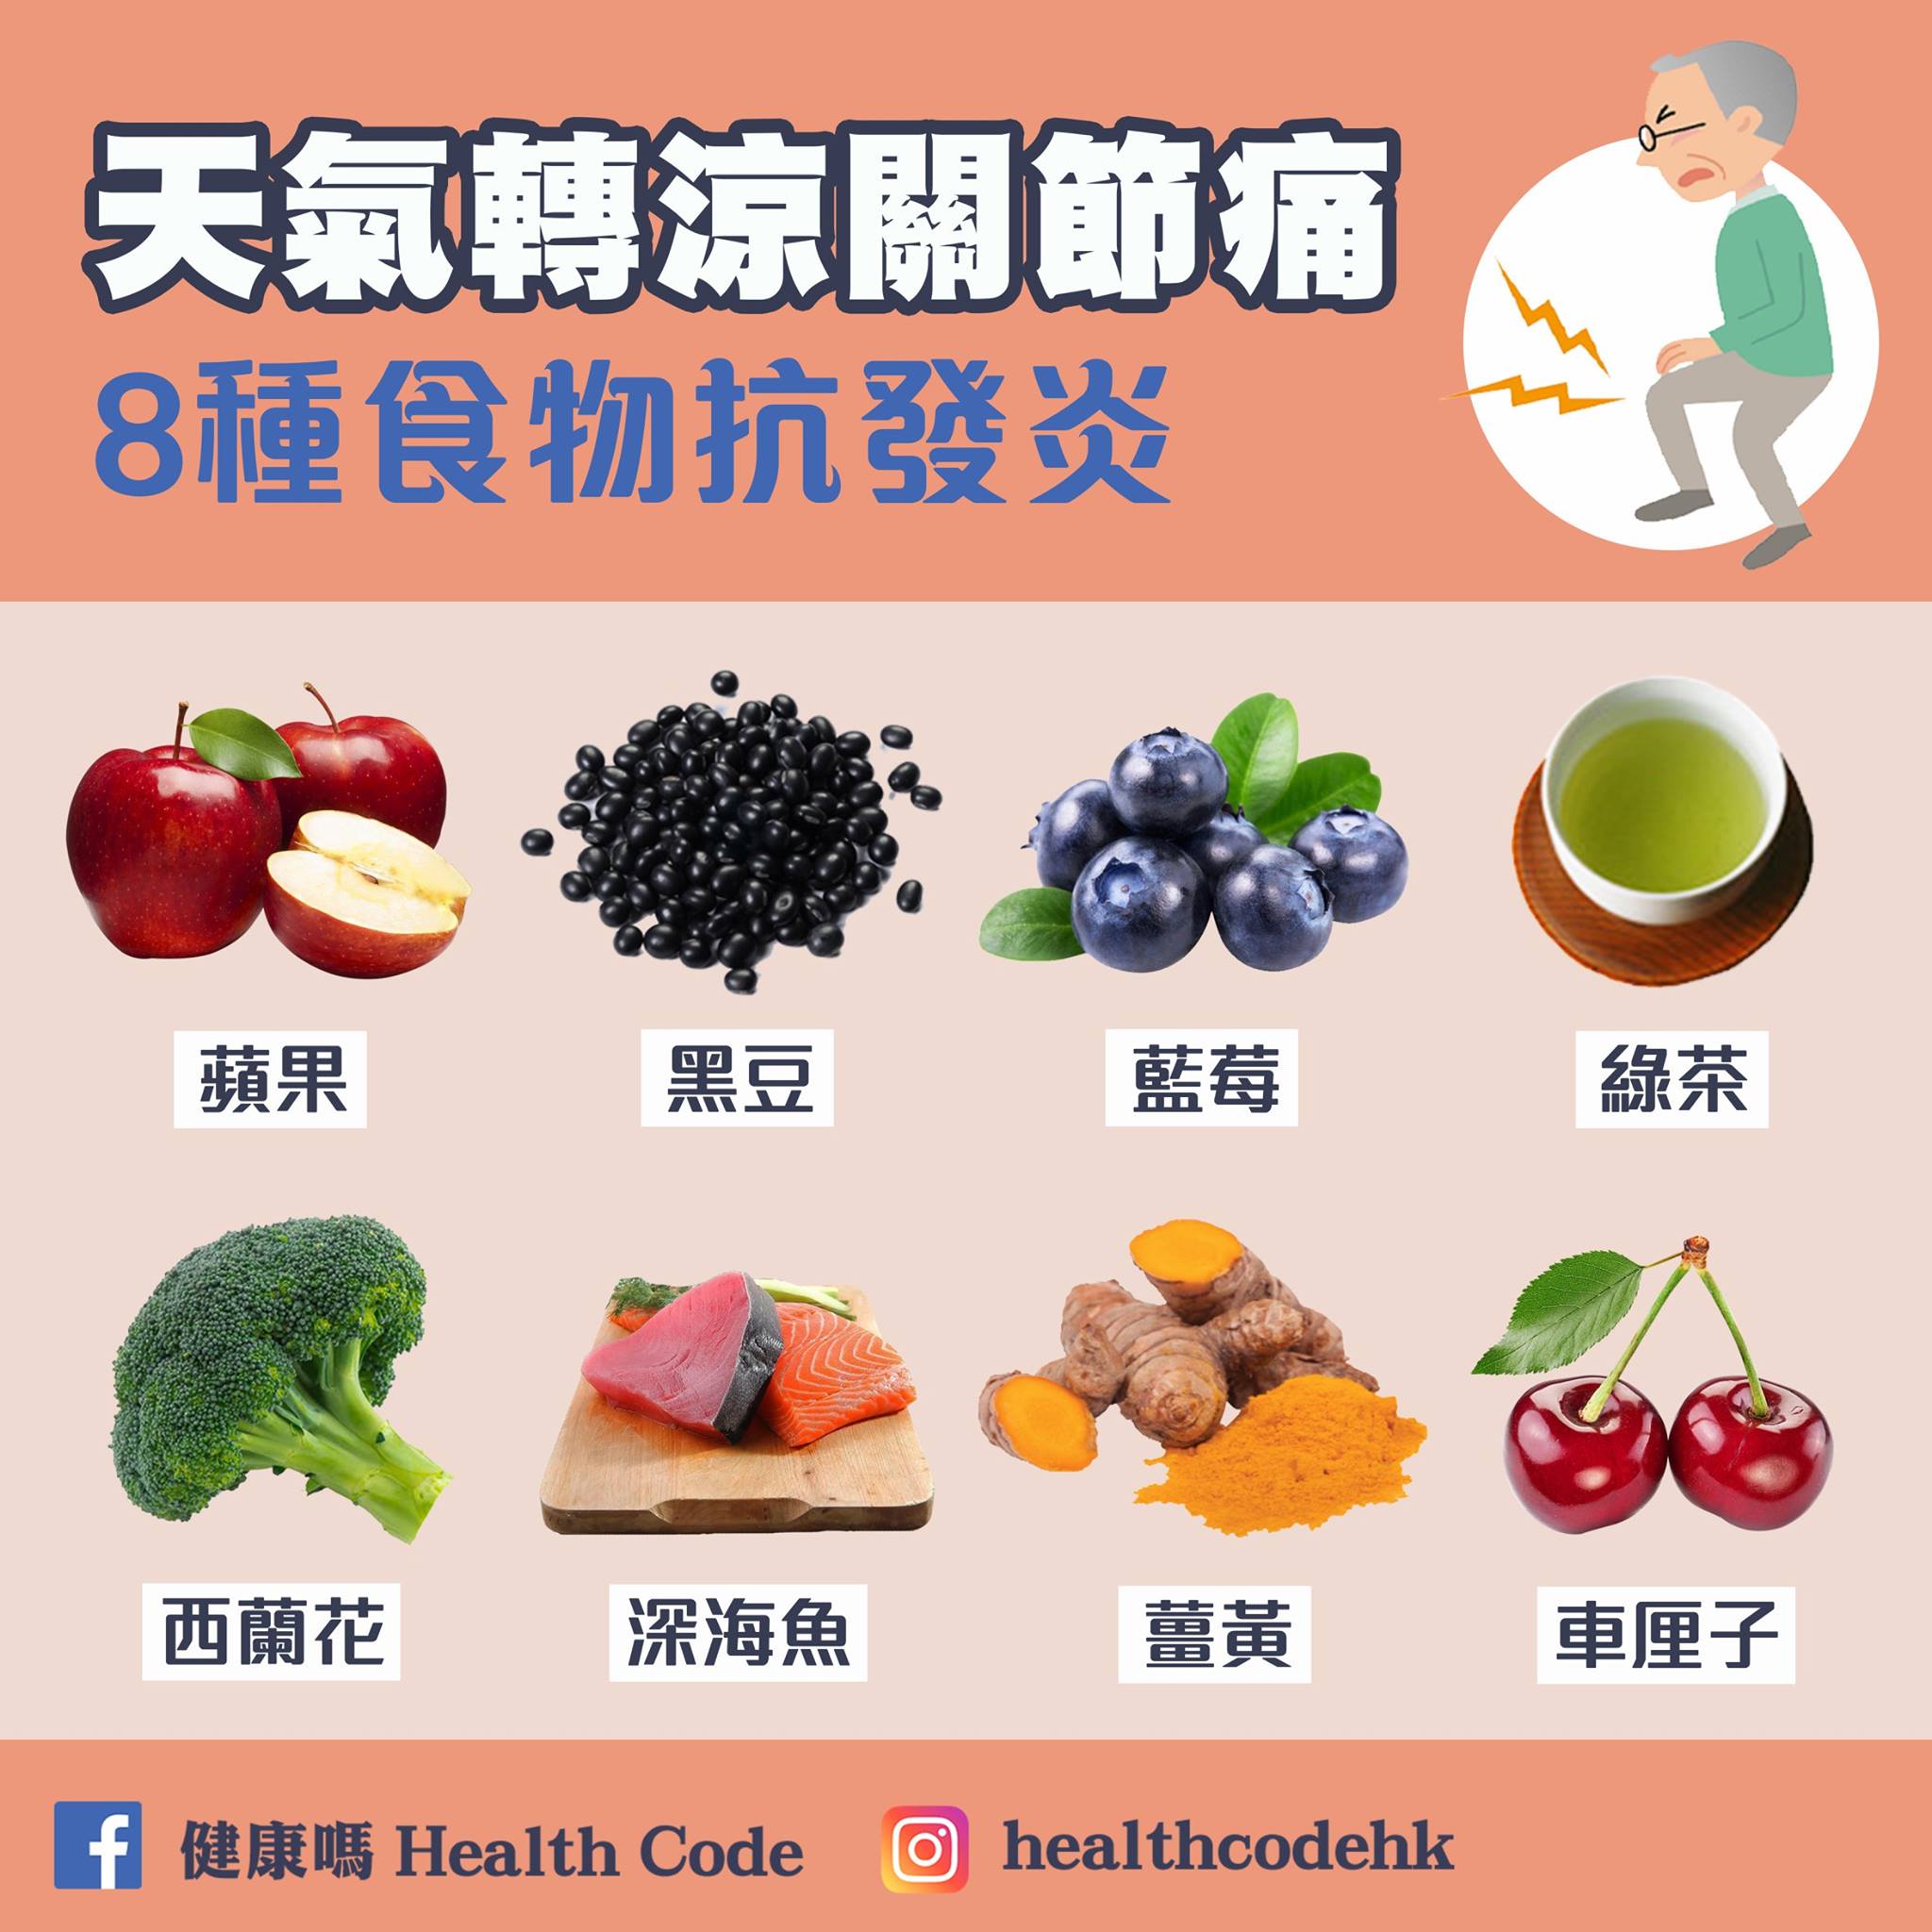 天氣轉涼關節痛
8種食物抗發炎
蘋果
黑豆
藍莓
綠茶
西蘭花
深海魚
薑黃
車厘子
健康嗎 Health Code
healthcodehk